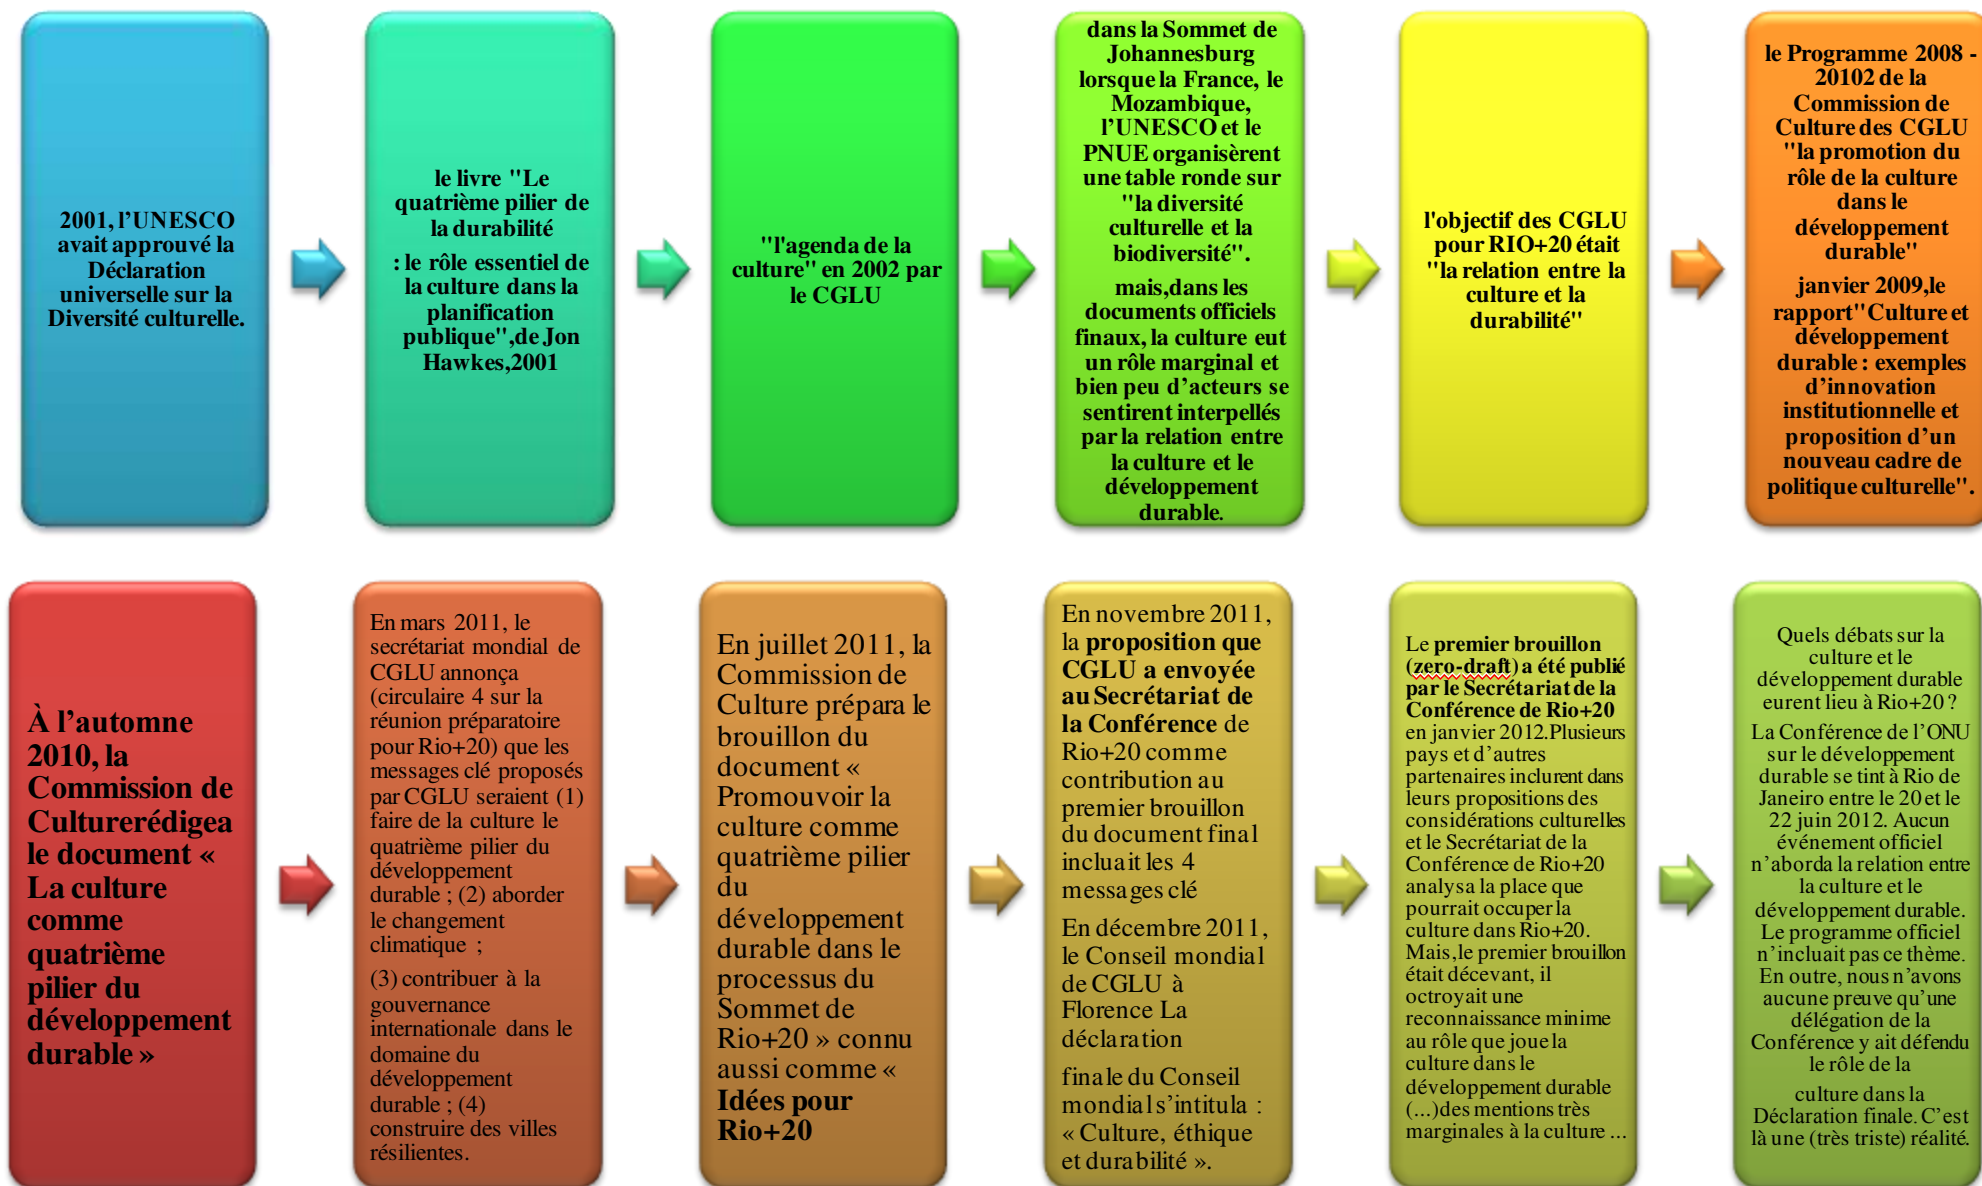 2001, l’UNESCO
avait approuvé la
Déclaration
universelle sur la
Diversité culturelle.
le livre "Le
quatrième pilier de
la durabilité
: le rôle essentiel de
la culture dans la
planification
publique",de Jon
Hawkes,2001
"l'agenda de la
culture" en 2002 par
le CGLU
dans la Sommet de
Johannesburg
lorsque la France, le
Mozambique,
l’UNESCO et le
PNUE organisèrent
une table ronde sur
"la diversité
culturelle et la
biodiversité".
mais,dans les
documents officiels
finaux, la culture eut
un rôle marginal et
bien peu d’acteurs se
sentirent interpellés
par la relation entre
la culture et le
développement
durable.
l'objectif des CGLU
pour RIO+20 était
"la relation entre la
culture et la
durabilité"
le Programme 2008 -
20102 de la
Commission de
Culture des CGLU
"la promotion du
rôle de la culture
dans le
développement
durable"
janvier 2009,le
rapport"Culture et
développement
durable : exemples
d’innovation
institutionnelle et
proposition d’un
nouveau cadre de
politique culturelle".
À l’automne
2010, la
Commission de
Culturerédigea
le document «
La culture
comme
quatrième
pilier du
développement
durable »
En mars 2011, le
secrétariat mondial de
CGLU annonça
(circulaire 4 sur la
réunion préparatoire
pour Rio+20) que les
messages clé proposés
par CGLU seraient (1)
faire de la culture le
quatrième pilier du
développement
durable ; (2) aborder
le changement
climatique ;
(3) contribuer à la
gouvernance
internationale dans le
domaine du
développement
durable ; (4)
construire des villes
résilientes.
En juillet 2011, la
Commission de
Culture prépara le
brouillon du
document «
Promouvoir la
culture comme
quatrième pilier
du
développement
durable dans le
processus du
Sommet de
Rio+20 » connu
aussi comme «
Idées pour
Rio+20
En novembre 2011,
la proposition que
CGLU a envoyée
au Secrétariat de
la Conférence de
Rio+20 comme
contribution au
premier brouillon
du document final
incluait les 4
messages clé
En décembre 2011,
le Conseil mondial
de CGLU à
Florence La
déclaration
finale du Conseil
mondial s’intitula :
« Culture, éthique
et durabilité ».
Le premier brouillon
(zero-draft) a été publié
par le Secrétariat de la
Conférence de Rio+20
en janvier 2012.Plusieurs
pays et d’autres
partenaires inclurent dans
leurs propositions des
considérations culturelles
et le Secrétariat de la
Conférence de Rio+20
analysa la place que
pourrait occuper la
culture dans Rio+20.
Mais,le premier brouillon
était décevant, il
octroyait une
reconnaissance minime
au rôle que joue la
culture dans le
développement durable
(…)des mentions très
marginales à la culture ...
Quels débats sur la
culture et le
développement durable
eurent lieu à Rio+20 ?
La Conférence de l’ONU
sur le développement
durable se tint à Rio de
Janeiro entre le 20 et le
22 juin 2012. Aucun
événement officiel
n’aborda la relation entre
la culture et le
développement durable.
Le programme officiel
n’incluait pas ce thème.
En outre, nous n’avons
aucune preuve qu’une
délégation de la
Conférence y ait défendu
le rôle de la
culture dans la
Déclaration finale. C’est
là une (très triste) réalité.